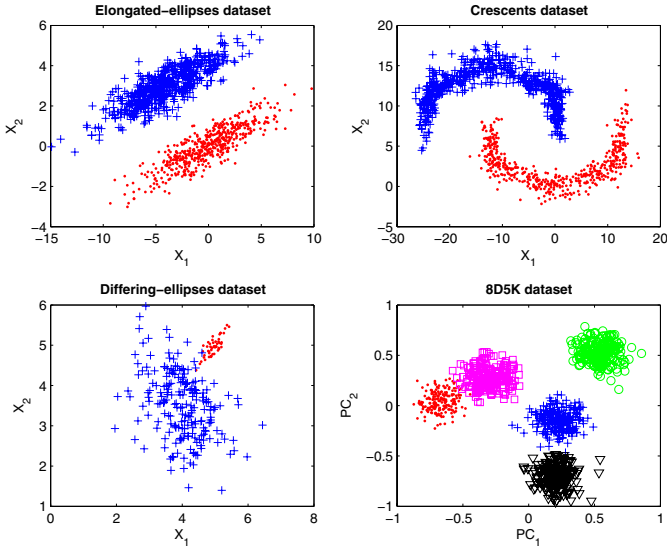 Elongated−ellipses dataset
6
4
2
0
−2
−4
X2
−15 −10 −5 0 5 10
X1
Crescents dataset
20
15
10
5
0
−5
X2
−30 −20 −10 0 10 20
X1
Differing−ellipses dataset
6
5
4
3
2
1
X2
0 2 4 6 8
X1
8D5K dataset
1
0.5
0
−0.5
−1
PC2
−1 −0.5 0 0.5 1
PC1